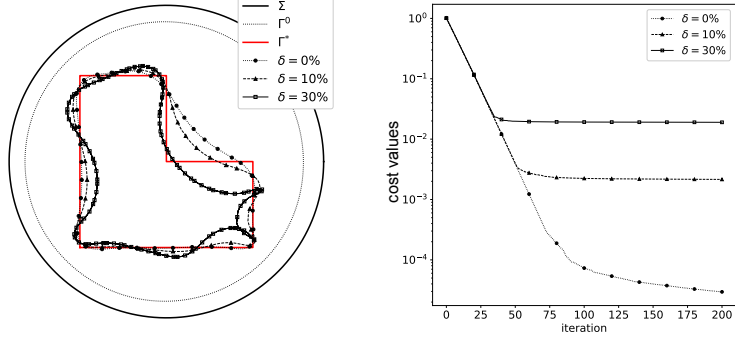 Σ
Γ⁰
Γ*
δ = 0%
δ = 10%
δ = 30%
δ = 0%
δ = 10%
δ = 30%
10⁰
10⁻¹
10⁻²
10⁻³
10⁻⁴
cost values
0 25 50 75 100 125 150 175 200
iteration